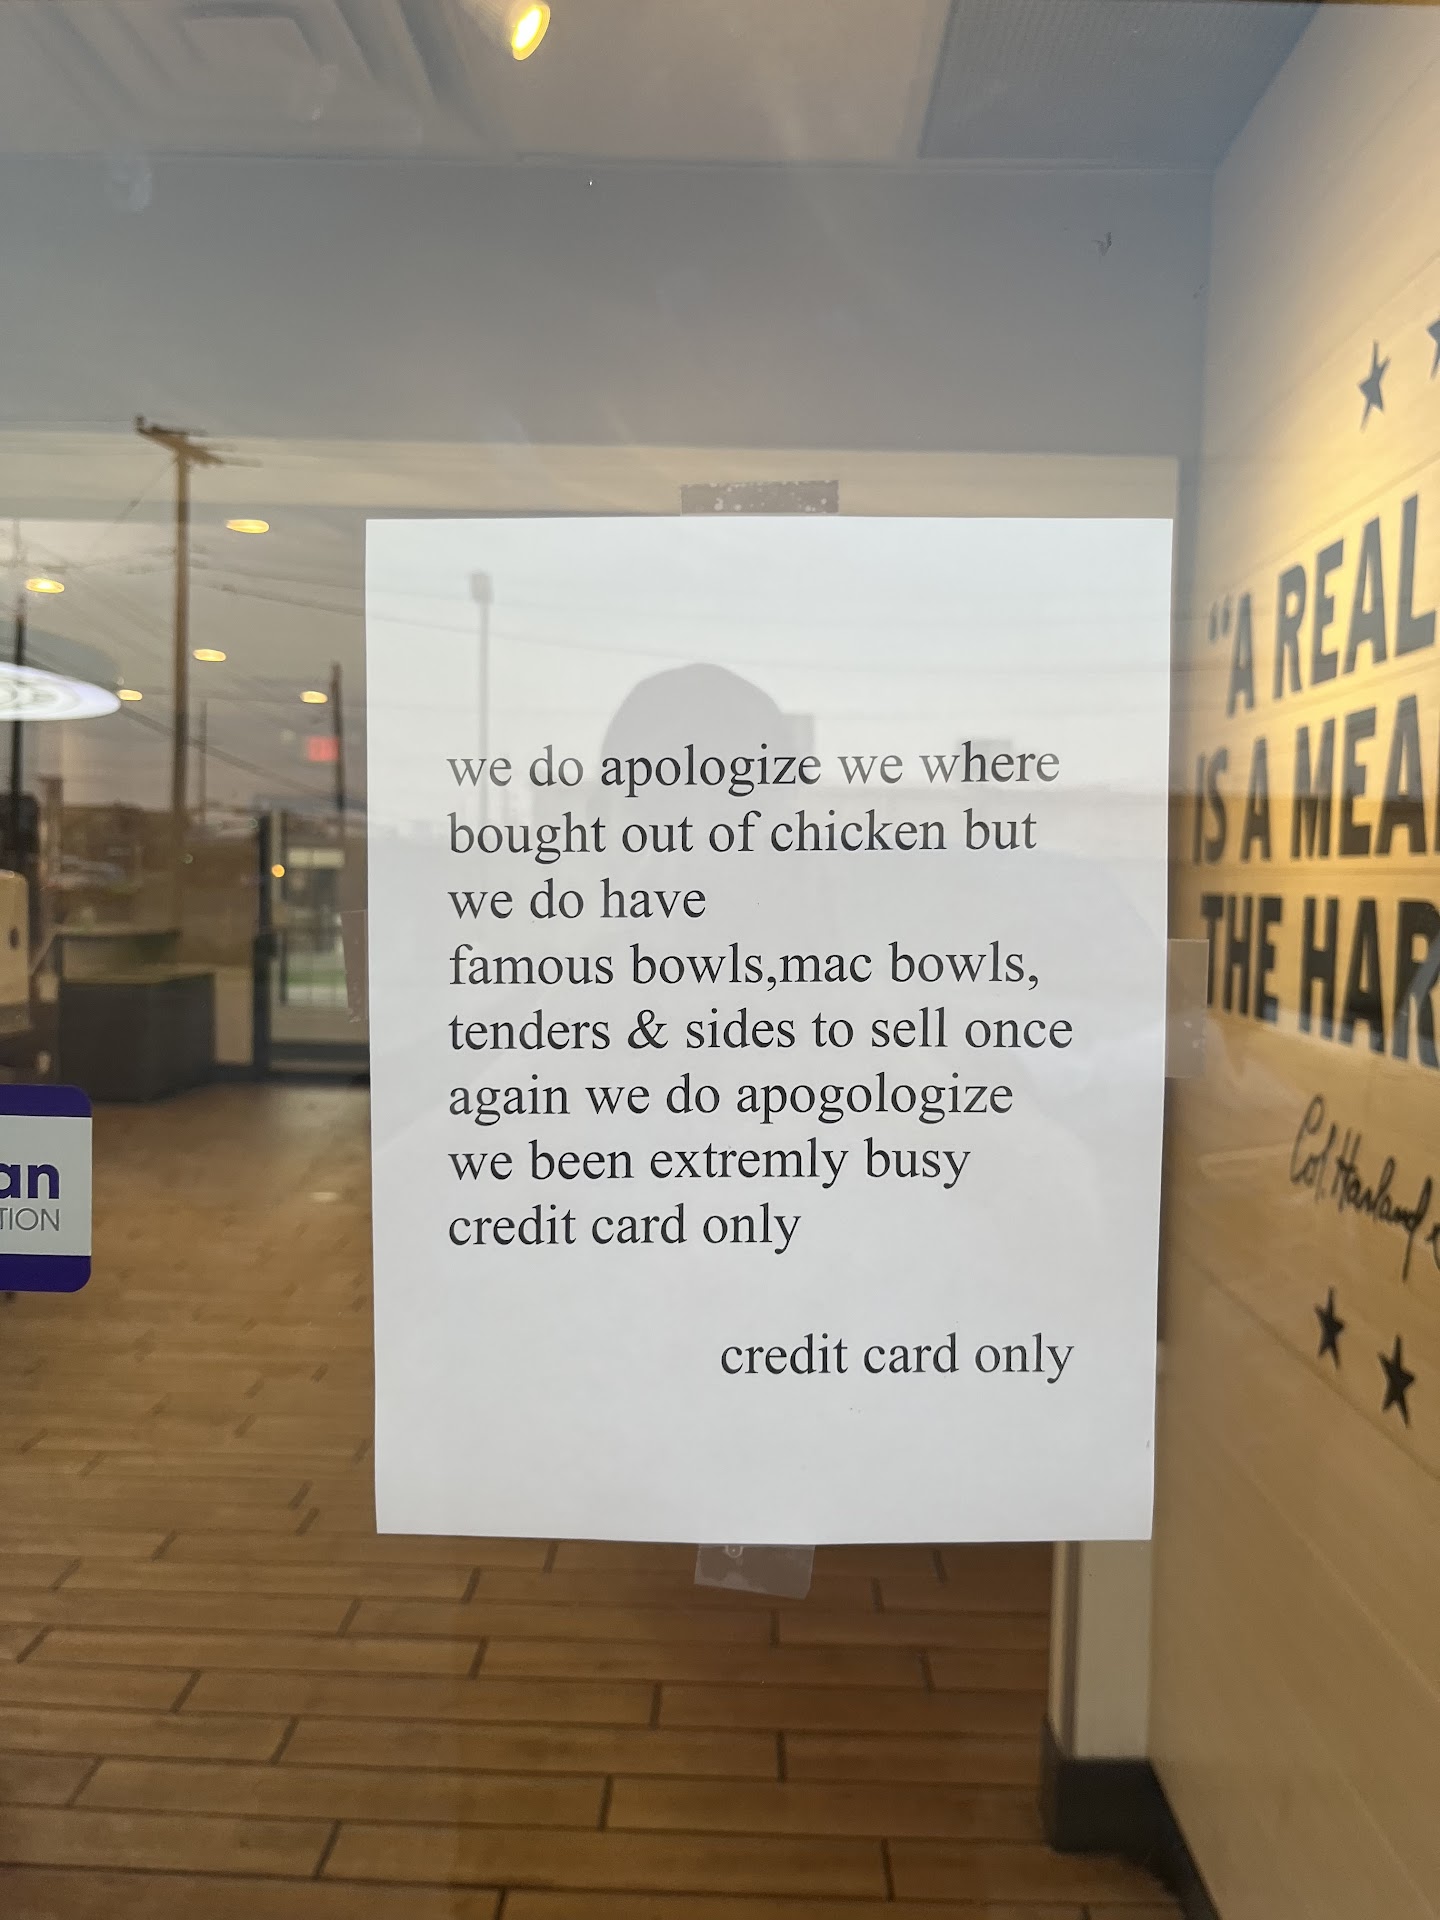 we do apologize we where
bought out of chicken but
we do have
famous bowls,mac bowls,
tenders & sides to sell once
again we do apogologize
we been extremly busy
credit card only
credit card only
"A REAL
IS A MEA
THE HAR
Col. Harland
an
TION